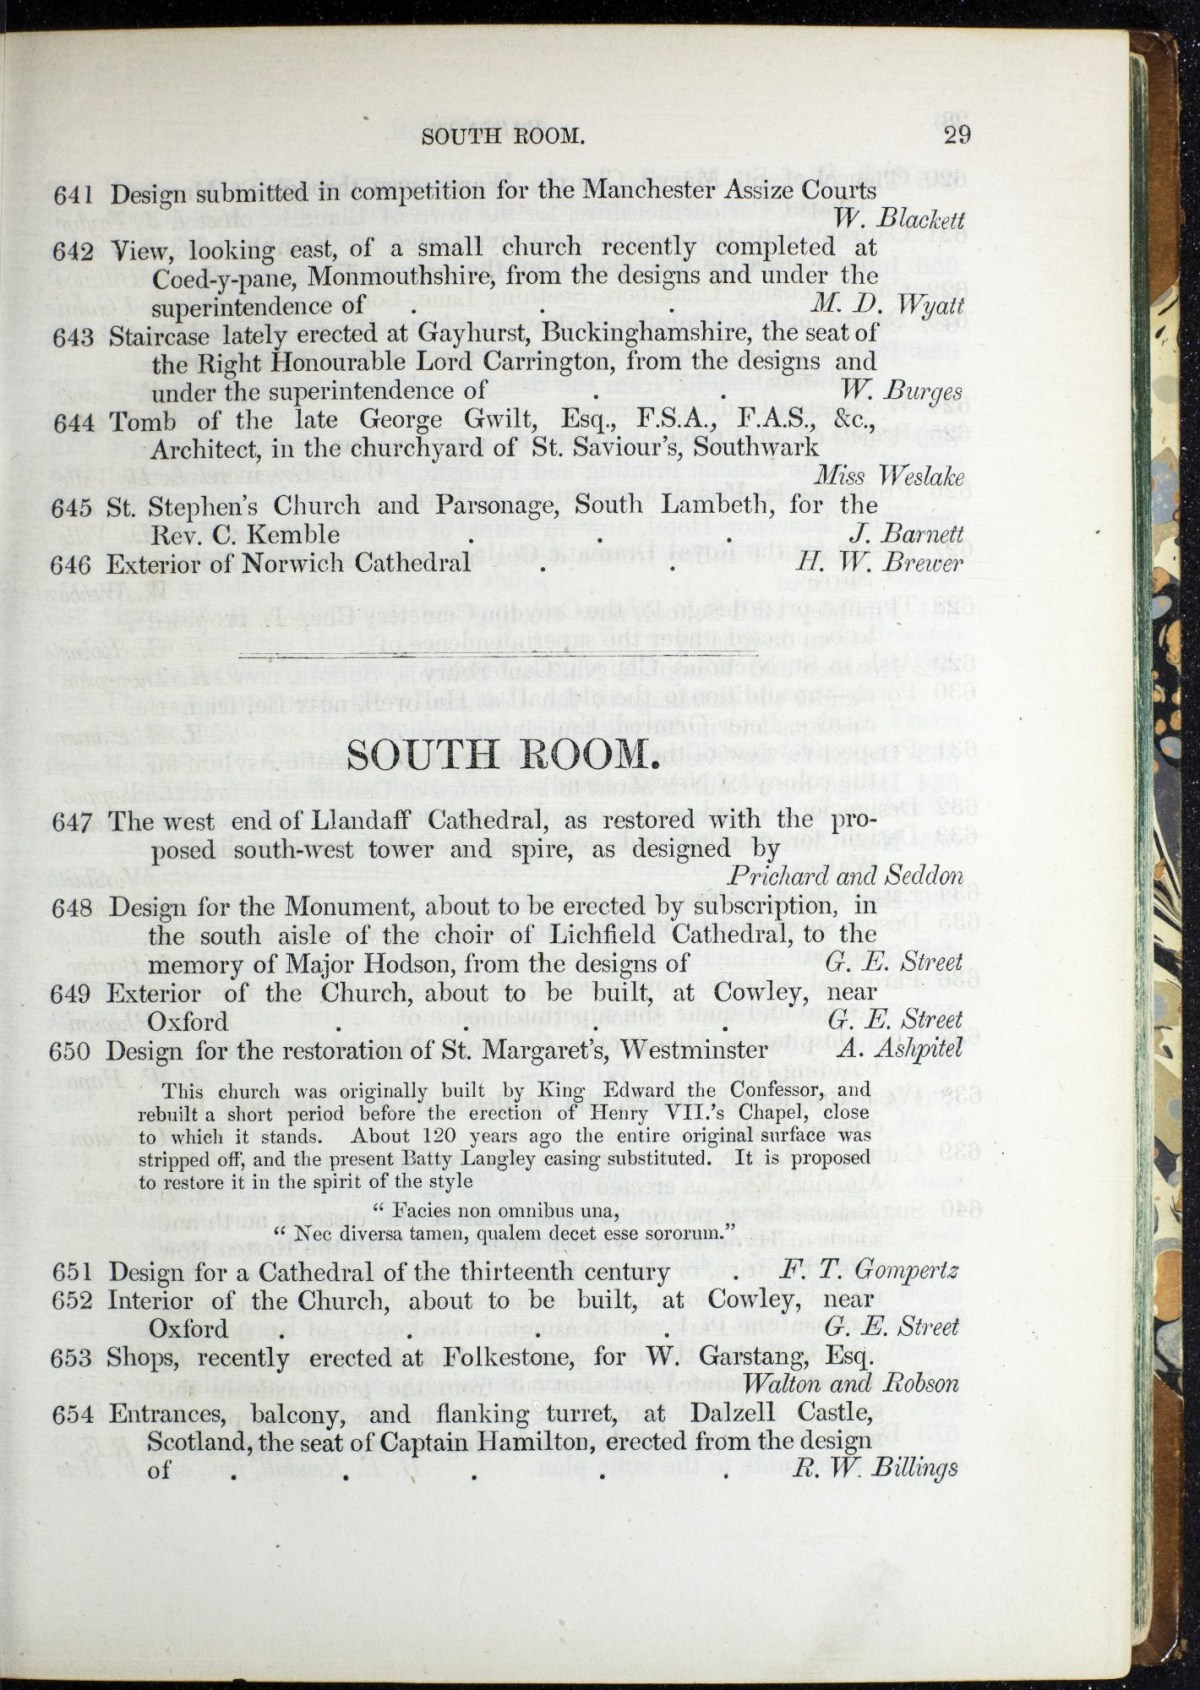 SOUTH ROOM. 29
641 Design submitted in competition for the Manchester Assize Courts
W. Blackett
642 View, looking east, of a small church recently completed at
Coed-y-pane, Monmouthshire, from the designs and under the
superintendence of . . . M. D. Wyatt
643 Staircase lately erected at Gayhurst, Buckinghamshire, the seat of
the Right Honourable Lord Carrington, from the designs and
under the superintendence of . . W. Burges
644 Tomb of the late George Gwilt, Esq., F.S.A., F.A.S., &c.,
Architect, in the churchyard of St. Saviour's, Southwark
Miss Weslake
645 St. Stephen's Church and Parsonage, South Lambeth, for the
Rev. C. Kemble . . . J. Barnett
646 Exterior of Norwich Cathedral . . H. W. Brewer
SOUTH ROOM.
647 The west end of Llandaff Cathedral, as restored with the pro-
posed south-west tower and spire, as designed by
Prichard and Seddon
648 Design for the Monument, about to be erected by subscription, in
the south aisle of the choir of Lichfield Cathedral, to the
memory of Major Hodson, from the designs of G. E. Street
649 Exterior of the Church, about to be built, at Cowley, near
Oxford . . . . G. E. Street
650 Design for the restoration of St. Margaret's, Westminster A. Ashpitel
This church was originally built by King Edward the Confessor, and
rebuilt a short period before the erection of Henry VII.'s Chapel, close
to which it stands. About 120 years ago the entire original surface was
stripped off, and the present Batty Langley casing substituted. It is proposed
to restore it in the spirit of the style
" Facies non omnibus una,
" Nec diversa tamen, qualem decet esse sororum."
651 Design for a Cathedral of the thirteenth century . F. T. Gompertz
652 Interior of the Church, about to be built, at Cowley, near
Oxford . . . . G. E. Street
653 Shops, recently erected at Folkestone, for W. Garstang, Esq.
Walton and Robson
654 Entrances, balcony, and flanking turret, at Dalzell Castle,
Scotland, the seat of Captain Hamilton, erected from the design
of . . . . . R. W. Billings